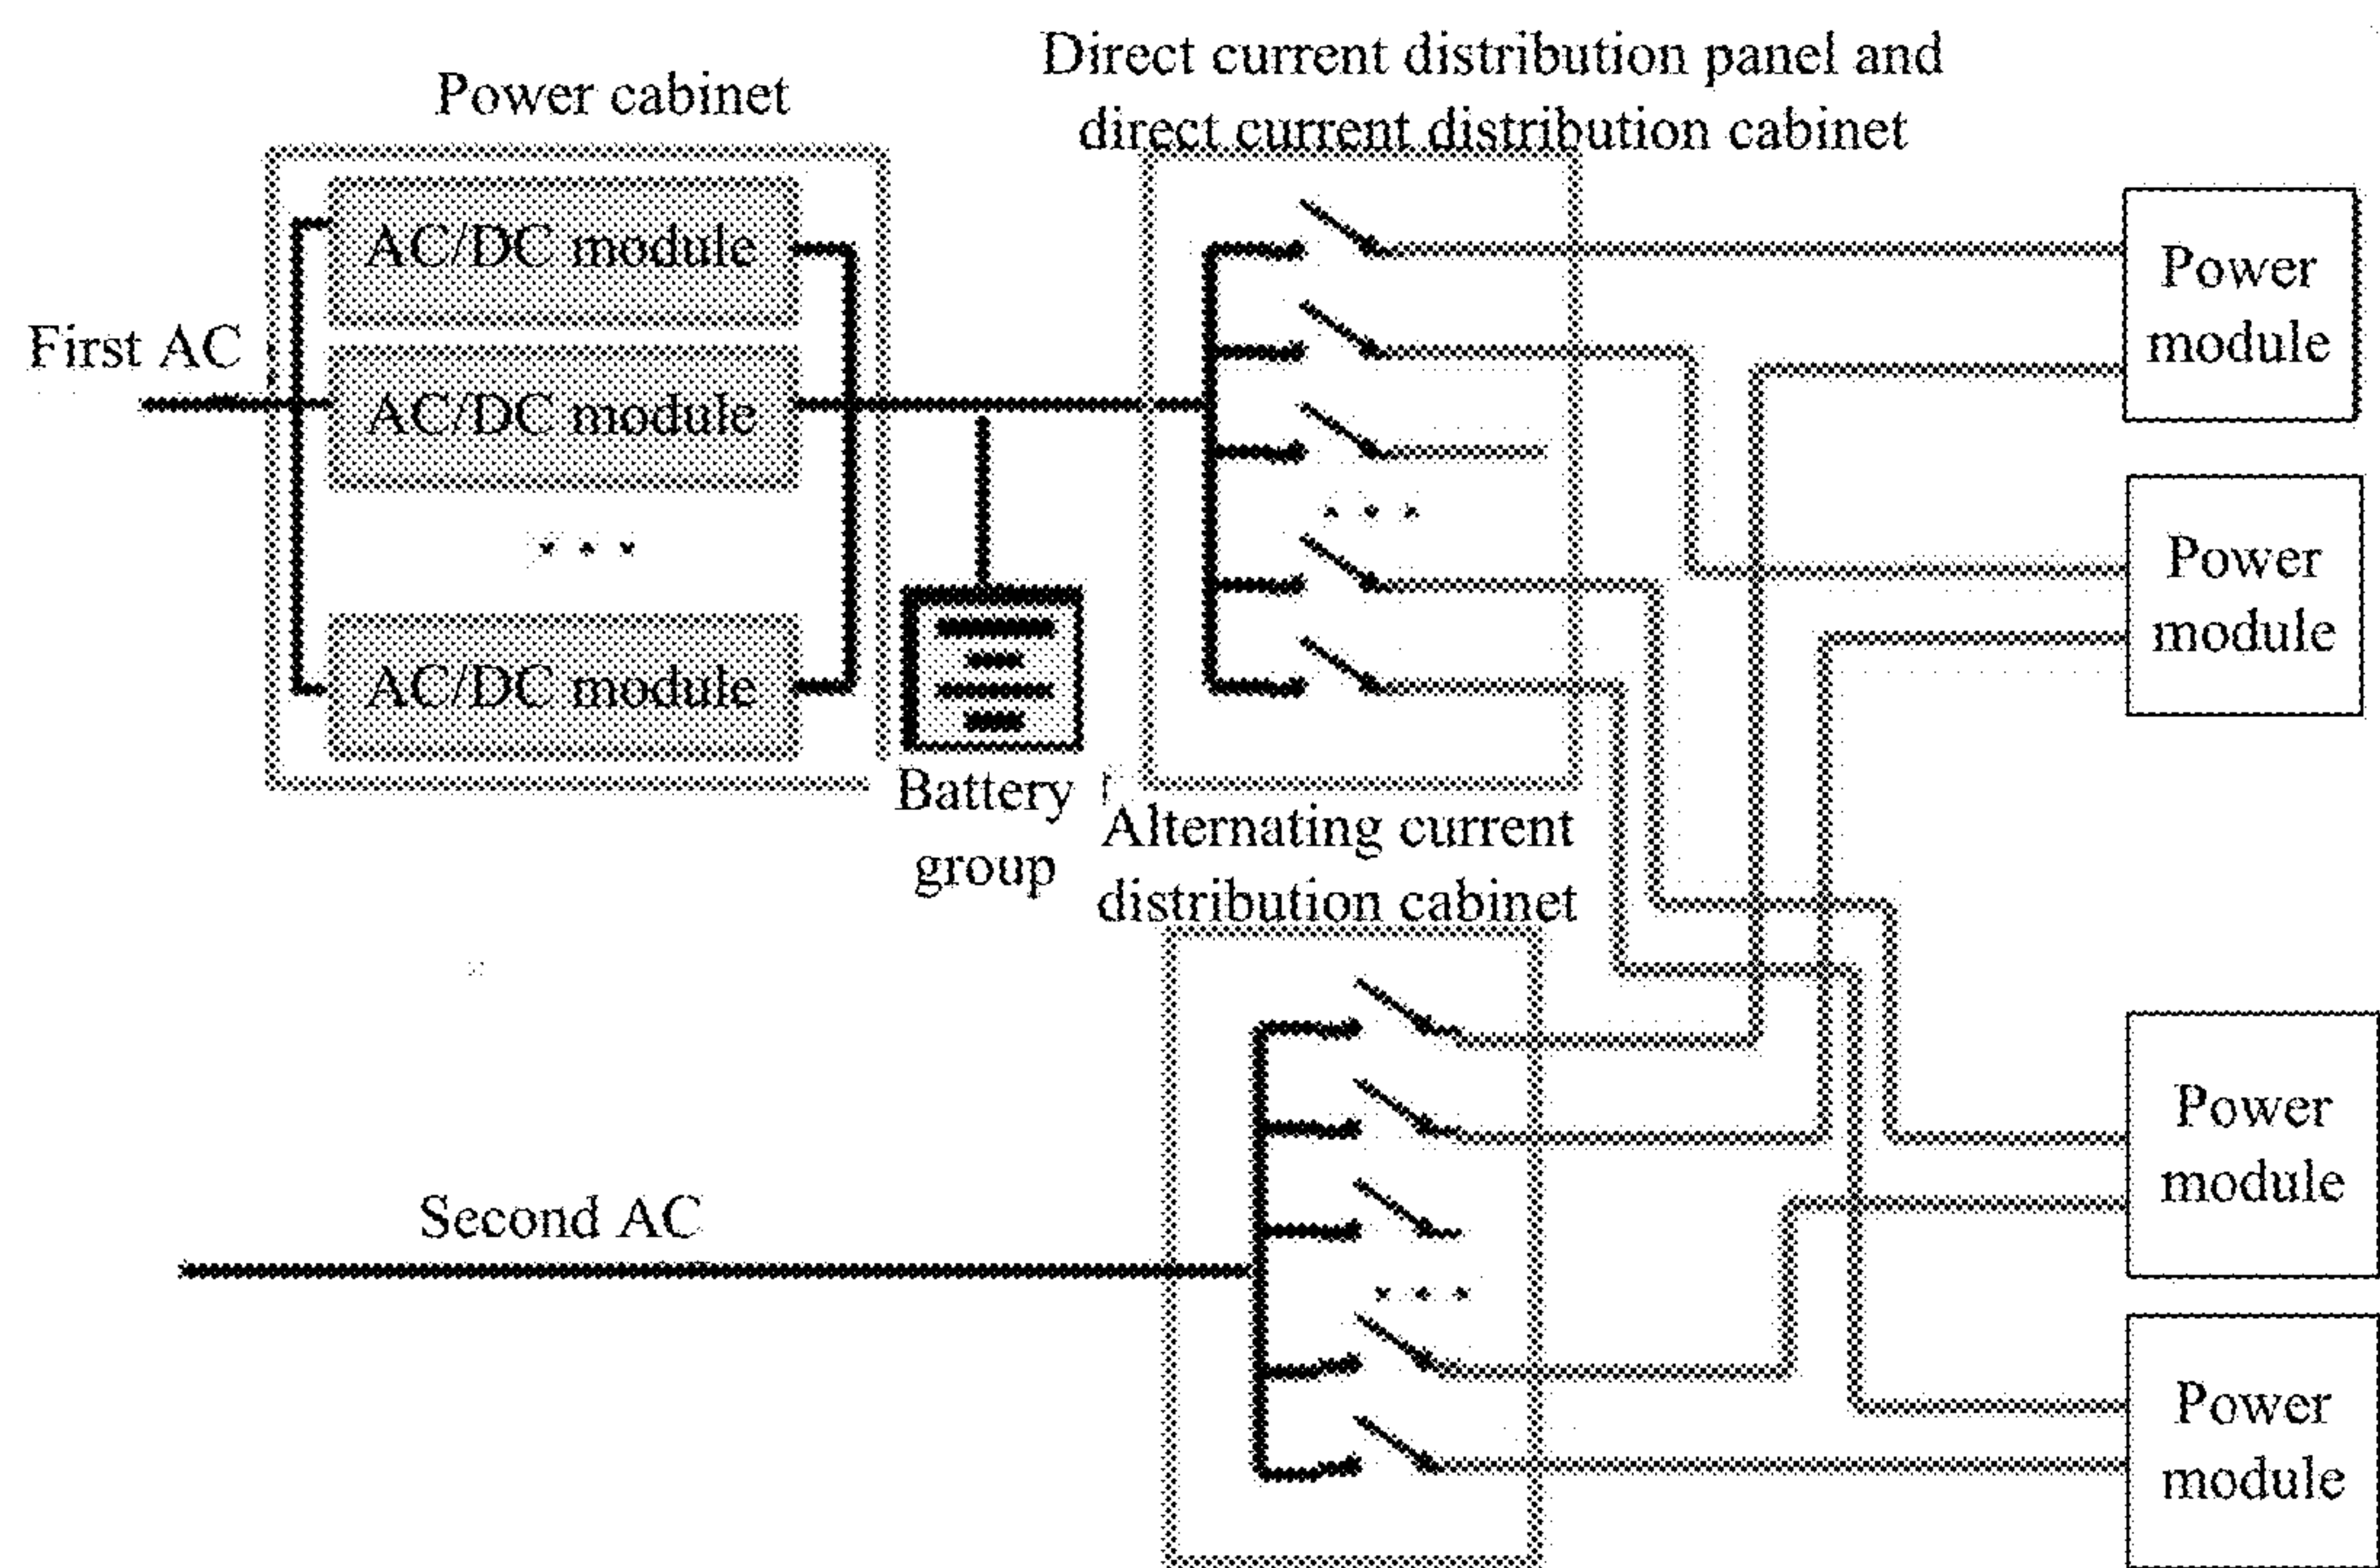 Power cabinet
Direct current distribution panel and
direct current distribution cabinet
AC/DC module
First AC
AC/DC module
AC/DC module
Battery
group
Power
module
Power
module
Alternating current
distribution cabinet
Second AC
Power
module
Power
module